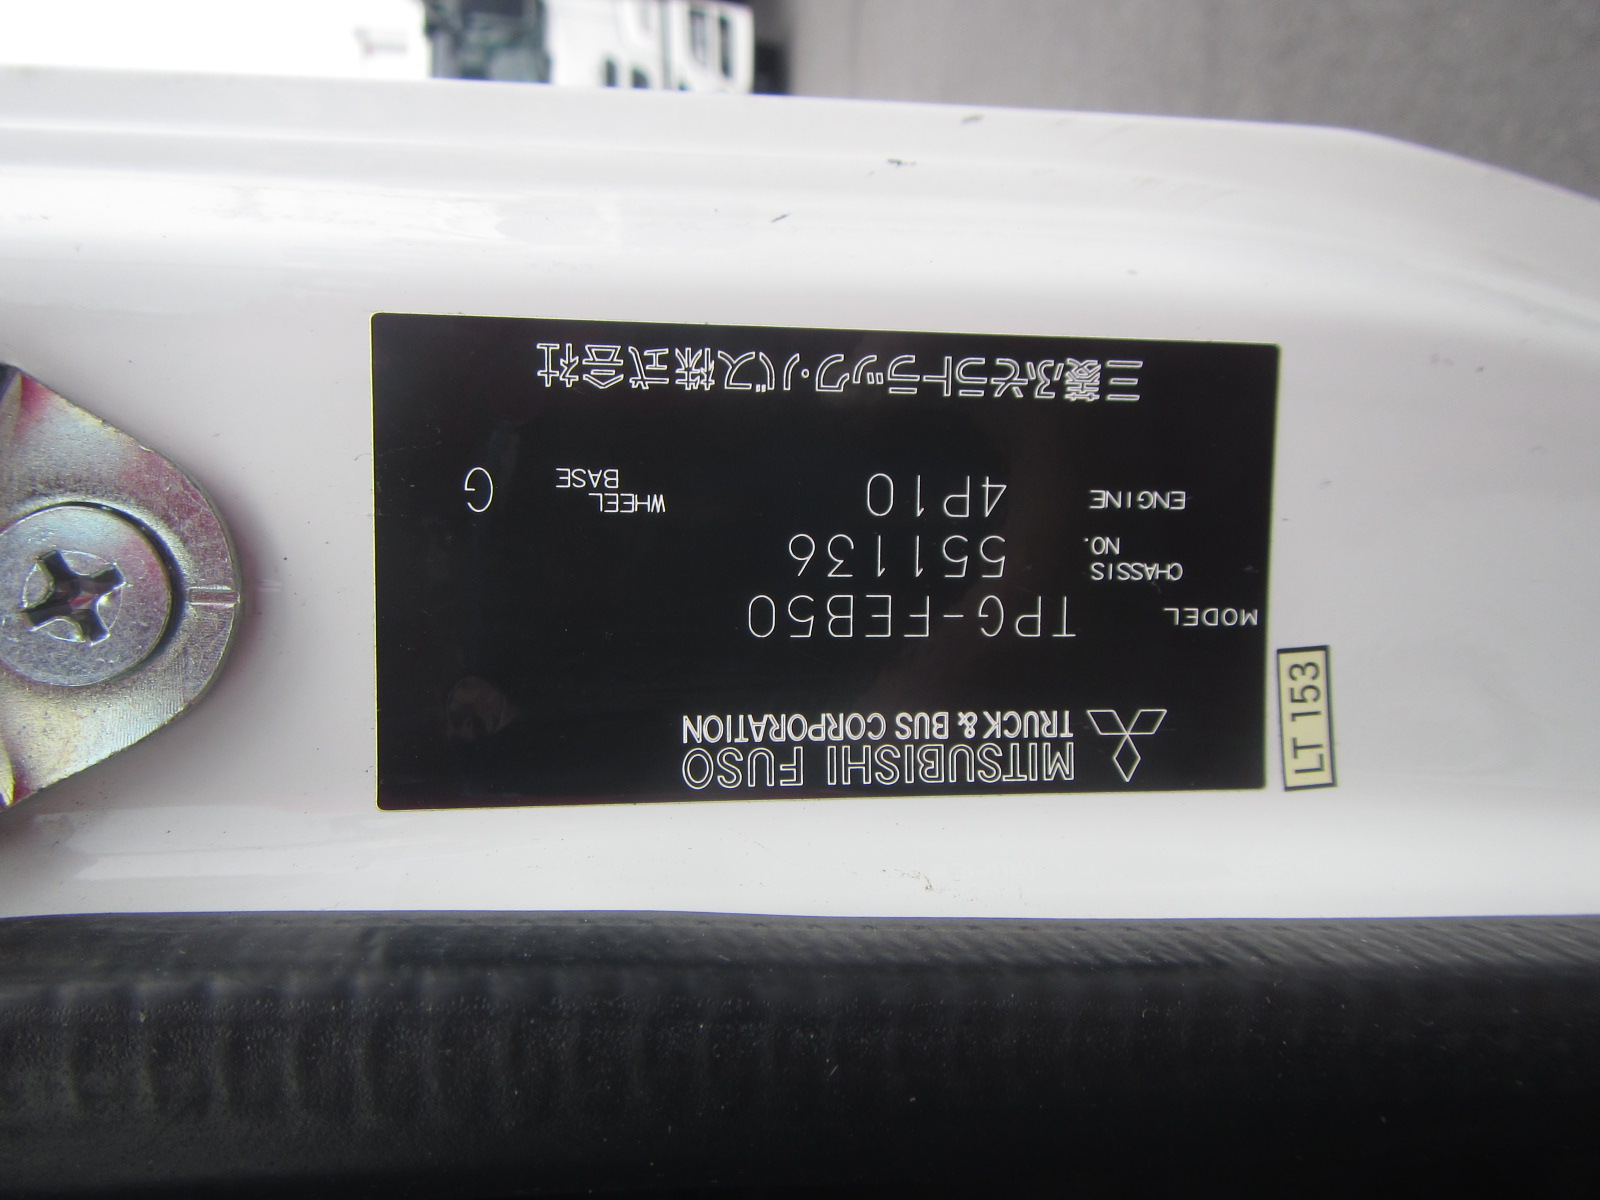 MITSUBISHI FUSO
TRUCK & BUS CORPORATION
MODEL TPG-FEB50
CHASSIS NO. 551136
ENGINE 4P10 WHEEL BASE G
三菱ふそうトラック・バス株式会社
LT 153